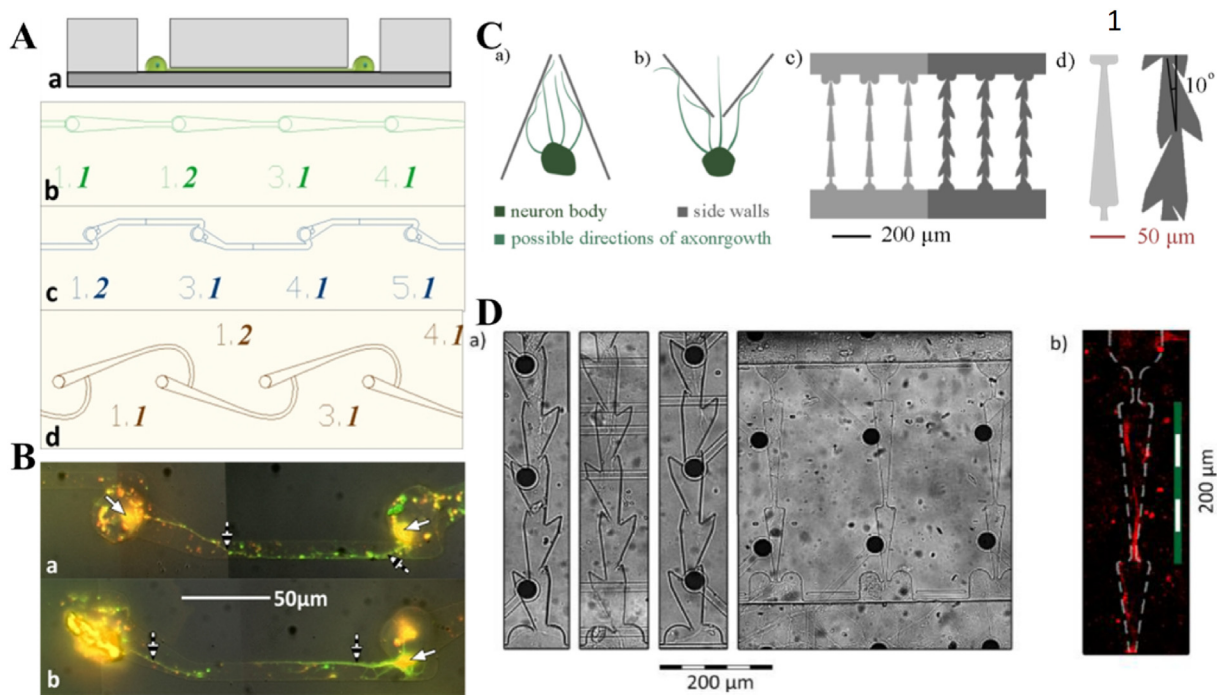 A
a
1.1
1.2
3.1
4.1
b
1.2
3.1
4.1
5.1
c
1.2
4.1
1.1
3.1
d
B
a
50μm
b
C
1
a)
b)
c)
d)
10°
neuron body
side walls
possible directions of axonrgowth
200 μm
50 μm
D
a)
b)
200 μm
200 μm